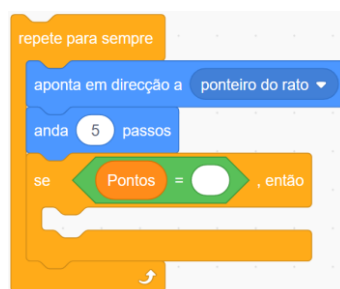 repete para sempre
aponta em direcção a ponteiro do rato
anda 5 passos
se Pontos = , então